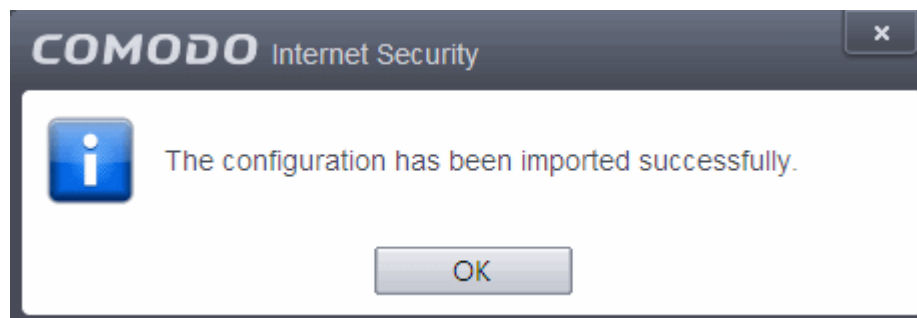 COMODO Internet Security
The configuration has been imported successfully.
OK